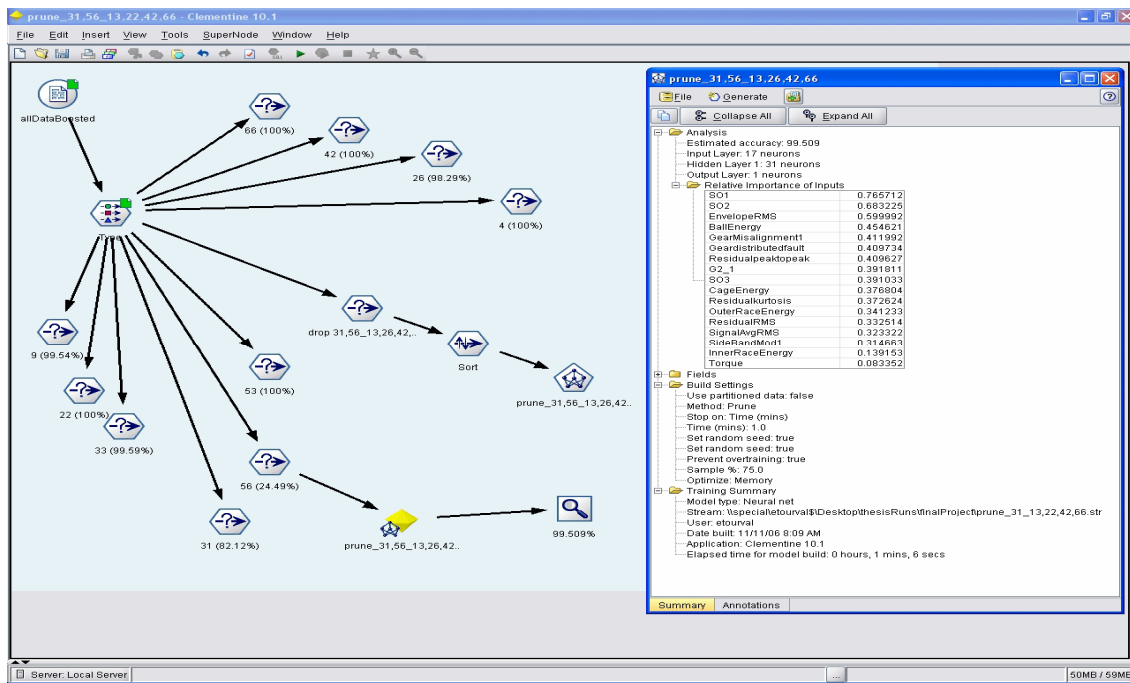 prune_31,56_13,22,42,66 - Clementine 10.1
File Edit Insert View Tools SuperNode Window Help
allDataBoosted
66 (100%)
42 (100%)
26 (98.29%)
4 (100%)
Type
drop 31,56_13,26,42,..
Sort
prune_31,56_13,26,42..
9 (99.54%)
22 (100%)
33 (99.59%)
53 (100%)
56 (24.49%)
31 (82.12%)
prune_31,56_13,26,42..
99.509%
prune_31,56_13,26,42,66
File Generate
Collapse All Expand All
Analysis
Estimated accuracy: 99.509
Input Layer: 17 neurons
Hidden Layer 1: 31 neurons
Output Layer: 1 neurons
Relative Importance of Inputs
SO1 0.765712
SO2 0.683225
EnvelopeRMS 0.599992
BallEnergy 0.454621
GearMisalignment1 0.411992
Geardistributedfault 0.409734
Residualpeaktopeak 0.409627
G2_1 0.391811
SO3 0.391033
CageEnergy 0.376804
Residualkurtosis 0.372624
OuterRaceEnergy 0.341233
ResidualRMS 0.332514
SignalAvgRMS 0.323322
SideBandMod1 0.314663
InnerRaceEnergy 0.139153
Torque 0.083352
Fields
Build Settings
Use partitioned data: false
Method: Prune
Stop on: Time (mins)
Time (mins): 1.0
Set random seed: true
Set random seed: true
Prevent overtraining: true
Sample %: 75.0
Optimize: Memory
Training Summary
Model type: Neural net
Stream: \\special\etourval$\Desktop\thesisRuns\finalProject\prune_31_13,22,42,66.str
User: etourval
Date built: 11/11/06 8:09 AM
Application: Clementine 10.1
Elapsed time for model build: 0 hours, 1 mins, 6 secs
Summary Annotations
Server: Local Server ... 50MB / 59ME